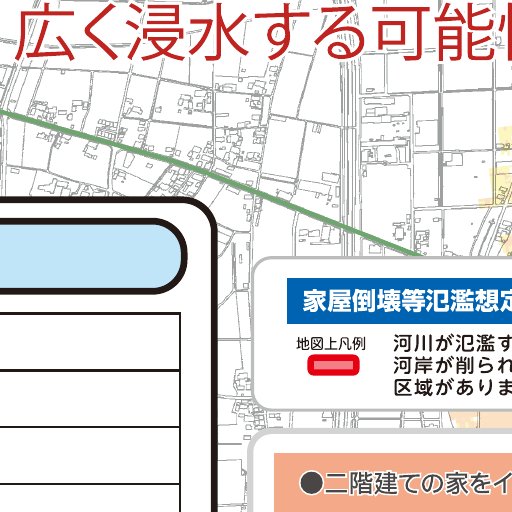 広く浸水する可能性
家屋倒壊等氾濫想定
地図上凡例
河川が氾濫す
河岸が削られ
区域がありま
●二階建ての家をイ